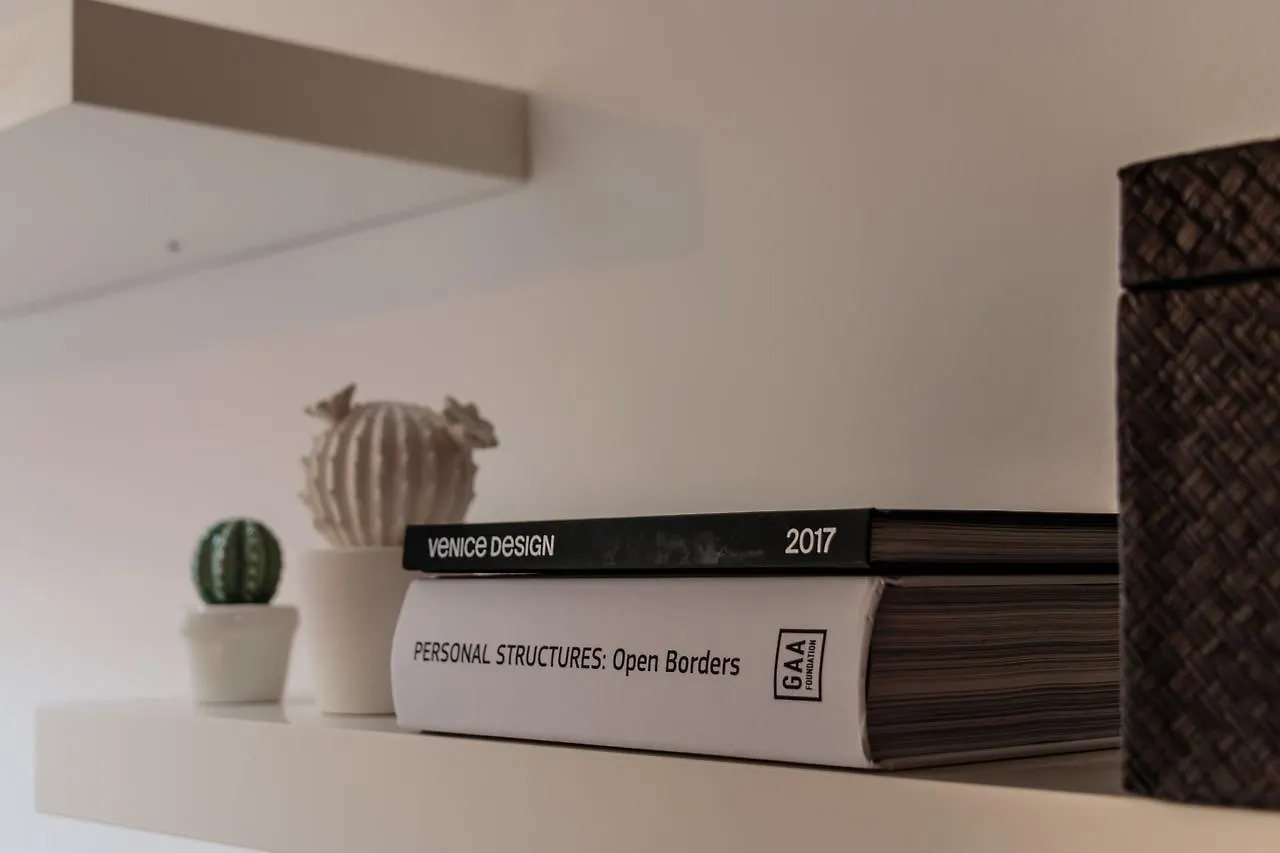 VENICE DESIGN 2017
PERSONAL STRUCTURES: Open Borders
GAA
FOUNDATION